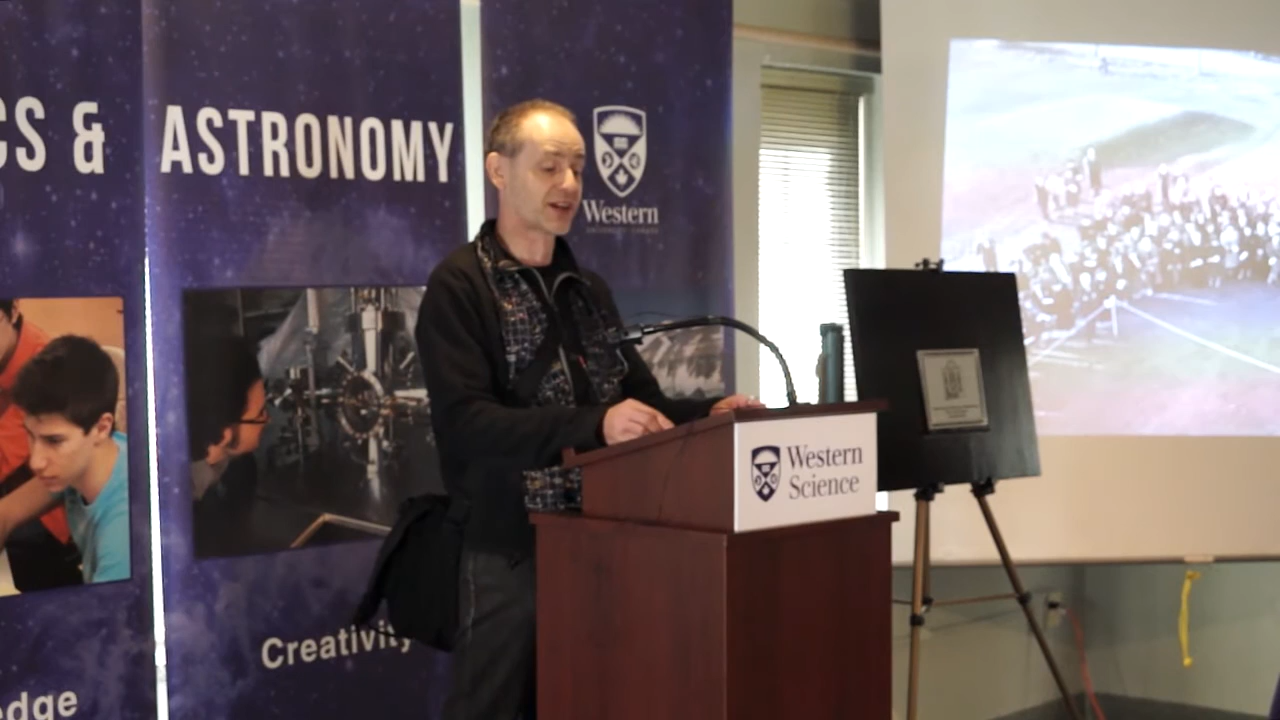 CS &
ASTRONOMY
Western
Western
Science
Creativity
edge